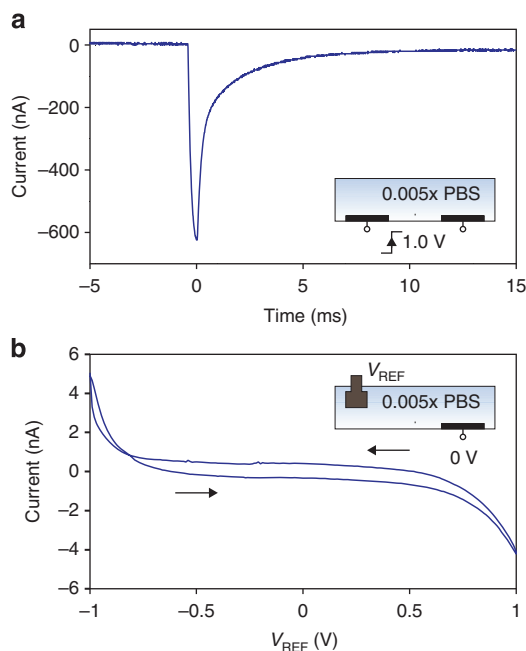 a
0
−200
−400
−600
Current (nA)
0.005x PBS
1.0 V
−5
0
5
10
15
Time (ms)
b
6
4
2
0
−2
−4
−6
Current (nA)
V_REF
0.005x PBS
0 V
−1
−0.5
0
0.5
1
V_REF (V)